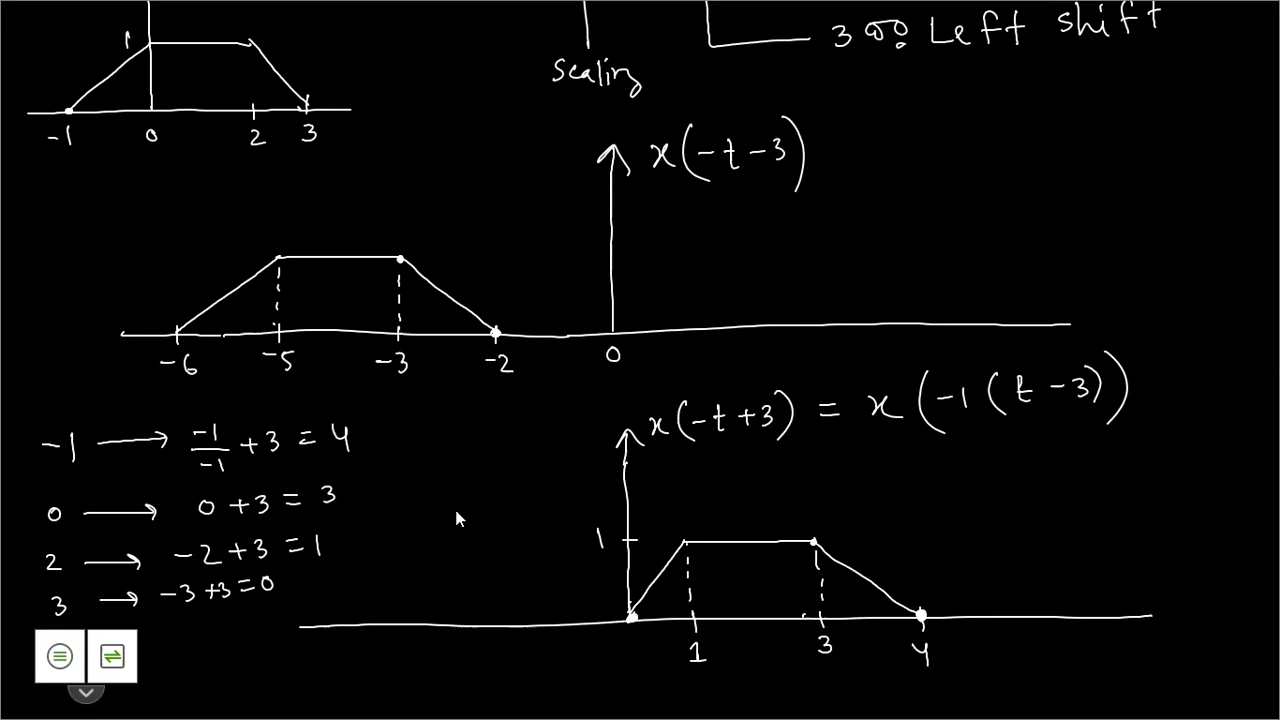 3 Left shift
Scaling
1
-1 0 2 3
x(-t-3)
-6 -5 -3 -2 0
x(-t+3) = x(-1(t-3))
-1 → -1/-1 +3 = 4
0 → 0+3 = 3
2 → -2+3 = 1
3 → -3+3=0
1
1 3 4